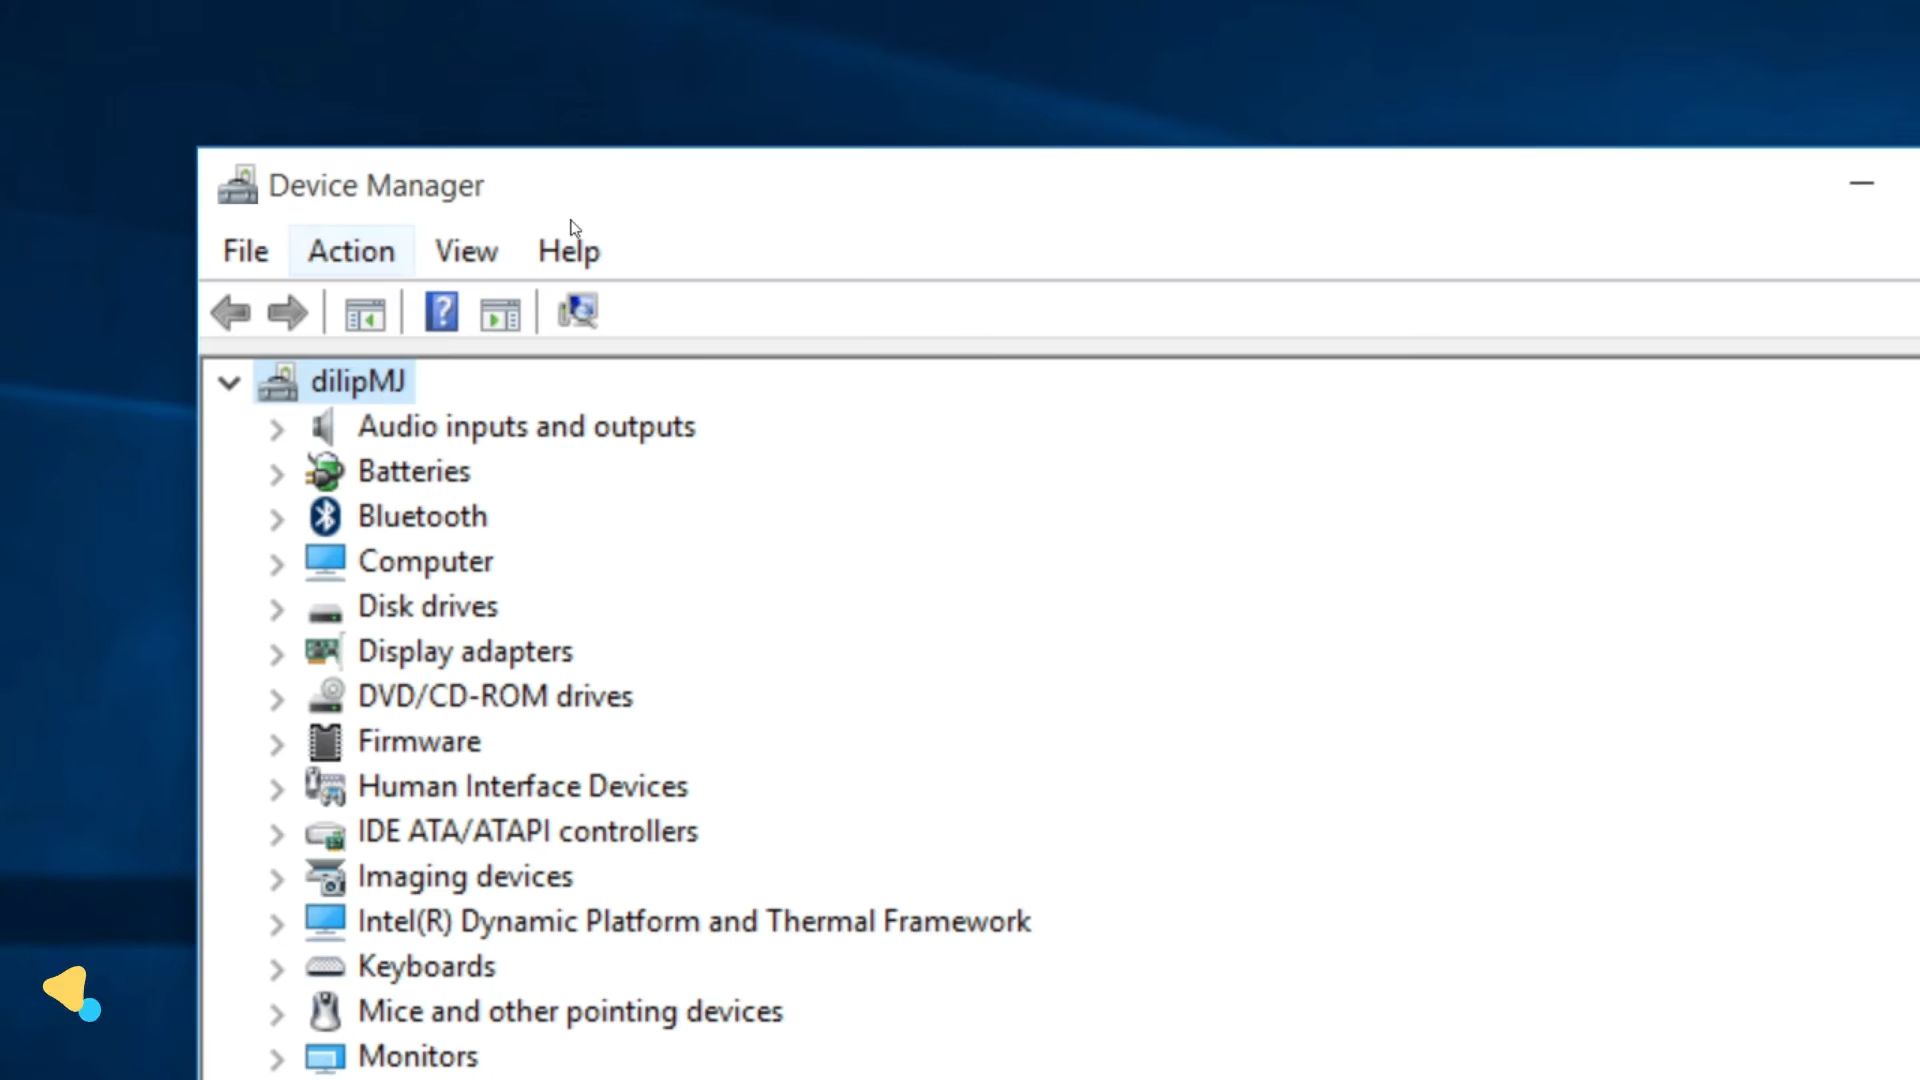 Device Manager
File Action View Help
dilipMJ
Audio inputs and outputs
Batteries
Bluetooth
Computer
Disk drives
Display adapters
DVD/CD-ROM drives
Firmware
Human Interface Devices
IDE ATA/ATAPI controllers
Imaging devices
Intel(R) Dynamic Platform and Thermal Framework
Keyboards
Mice and other pointing devices
Monitors